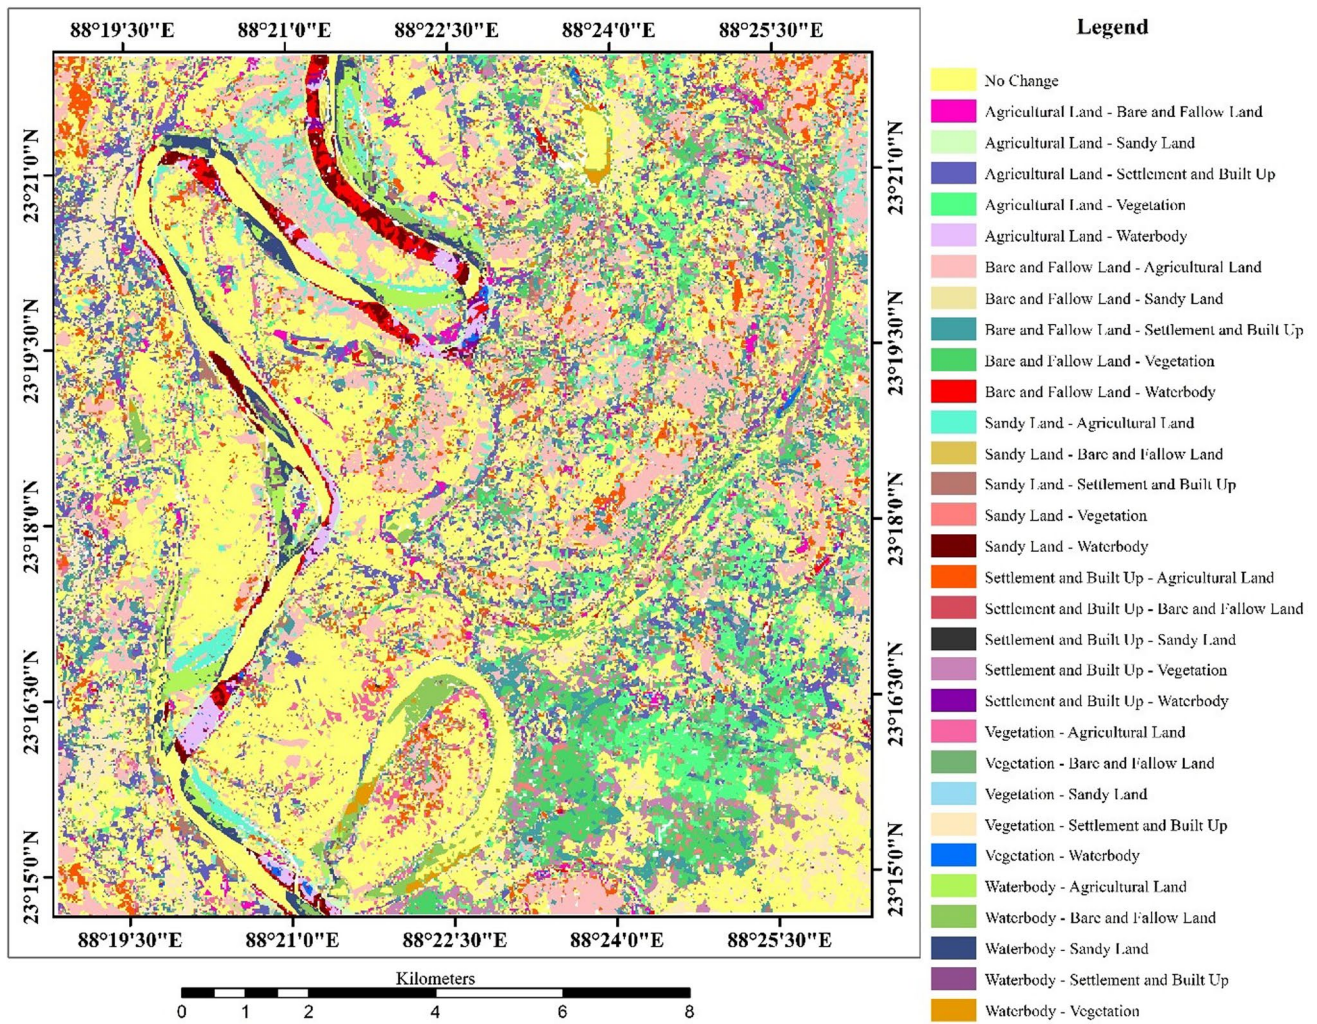 88°19'30"E 88°21'0"E 88°22'30"E 88°24'0"E 88°25'30"E
Legend
No Change
Agricultural Land - Bare and Fallow Land
Agricultural Land - Sandy Land
Agricultural Land - Settlement and Built Up
Agricultural Land - Vegetation
Agricultural Land - Waterbody
Bare and Fallow Land - Agricultural Land
Bare and Fallow Land - Sandy Land
Bare and Fallow Land - Settlement and Built Up
Bare and Fallow Land - Vegetation
Bare and Fallow Land - Waterbody
Sandy Land - Agricultural Land
Sandy Land - Bare and Fallow Land
Sandy Land - Settlement and Built Up
Sandy Land - Vegetation
Sandy Land - Waterbody
Settlement and Built Up - Agricultural Land
Settlement and Built Up - Bare and Fallow Land
Settlement and Built Up - Sandy Land
Settlement and Built Up - Vegetation
Settlement and Built Up - Waterbody
Vegetation - Agricultural Land
Vegetation - Bare and Fallow Land
Vegetation - Sandy Land
Vegetation - Settlement and Built Up
Vegetation - Waterbody
Waterbody - Agricultural Land
Waterbody - Bare and Fallow Land
Waterbody - Sandy Land
Waterbody - Settlement and Built Up
Waterbody - Vegetation
23°21'0"N
23°19'30"N
23°18'0"N
23°16'30"N
23°15'0"N
23°21'0"N
23°19'30"N
23°18'0"N
23°16'30"N
23°15'0"N
88°19'30"E 88°21'0"E 88°22'30"E 88°24'0"E 88°25'30"E
Kilometers
0 1 2 4 6 8